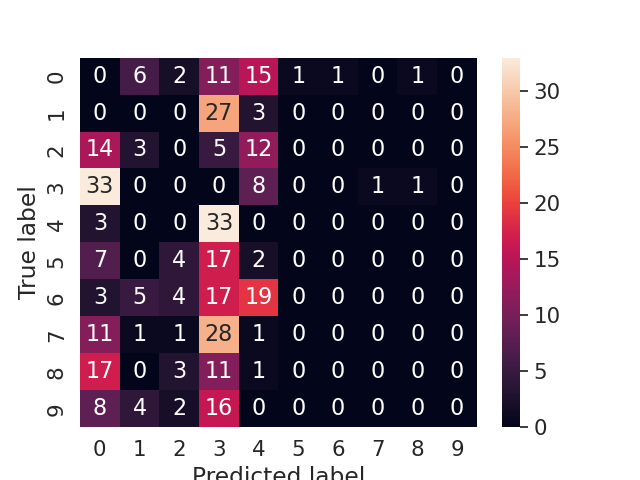 0 0 6 2 11 15 1 1 0 1 0
1 0 0 0 27 3 0 0 0 0 0
2 14 3 0 5 12 0 0 0 0 0
3 33 0 0 0 8 0 0 1 1 0
4 3 0 0 33 0 0 0 0 0 0
5 7 0 4 17 2 0 0 0 0 0
6 3 5 4 17 19 0 0 0 0 0
7 11 1 1 28 1 0 0 0 0 0
8 17 0 3 11 1 0 0 0 0 0
9 8 4 2 16 0 0 0 0 0 0
0 1 2 3 4 5 6 7 8 9
Predicted label
True label
30
25
20
15
10
5
0